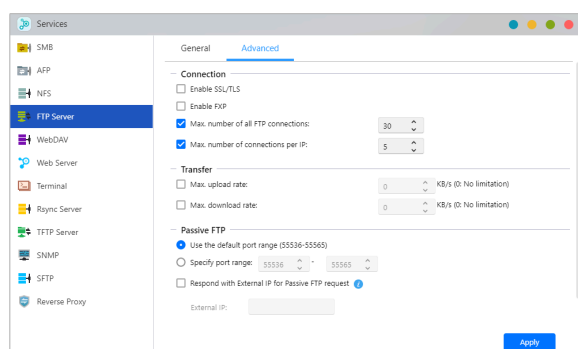 Services
SMB
AFP
NFS
FTP Server
WebDAV
Web Server
Terminal
Rsync Server
TFTP Server
SNMP
SFTP
Reverse Proxy
General Advanced
Connection
Enable SSL/TLS
Enable FXP
Max. number of all FTP connections: 30
Max. number of connections per IP: 5
Transfer
Max. upload rate: 0 KB/s (0: No limitation)
Max. download rate: 0 KB/s (0: No limitation)
Passive FTP
Use the default port range (55536-55565)
Specify port range: 55536 - 55565
Respond with External IP for Passive FTP request
External IP:
Apply